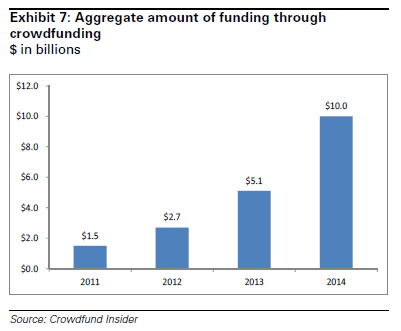 Exhibit 7: Aggregate amount of funding through
crowdfunding
$ in billions
$12.0
$10.0
$8.0
$6.0
$4.0
$2.0
$0.0
$1.5
$2.7
$5.1
$10.0
2011 2012 2013 2014
Source: Crowdfund Insider